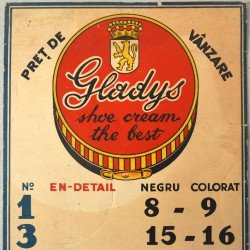 PREȚ DE VÂNZARE
Gladys
shoe cream
the best
Nº EN-DETAIL NEGRU COLORAT
1 8 - 9
3 15 - 16